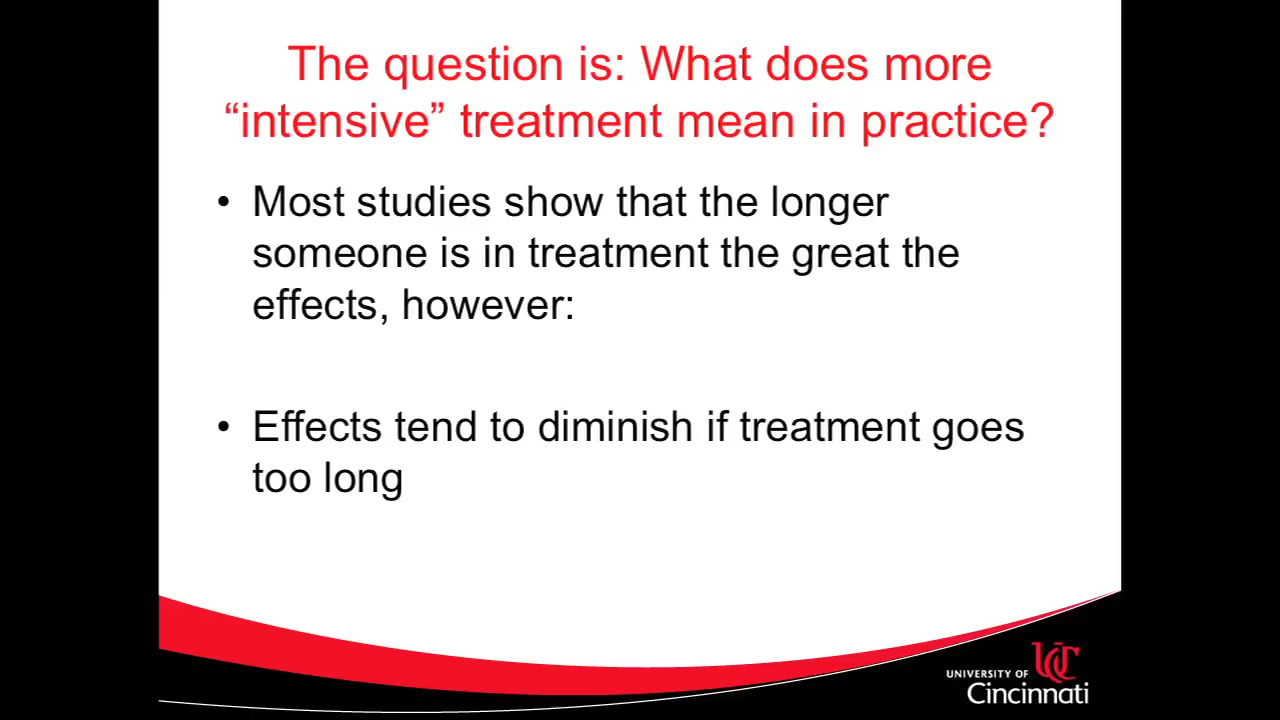 The question is: What does more
“intensive” treatment mean in practice?
• Most studies show that the longer
someone is in treatment the great the
effects, however:
• Effects tend to diminish if treatment goes
too long
UC
UNIVERSITY OF
Cincinnati